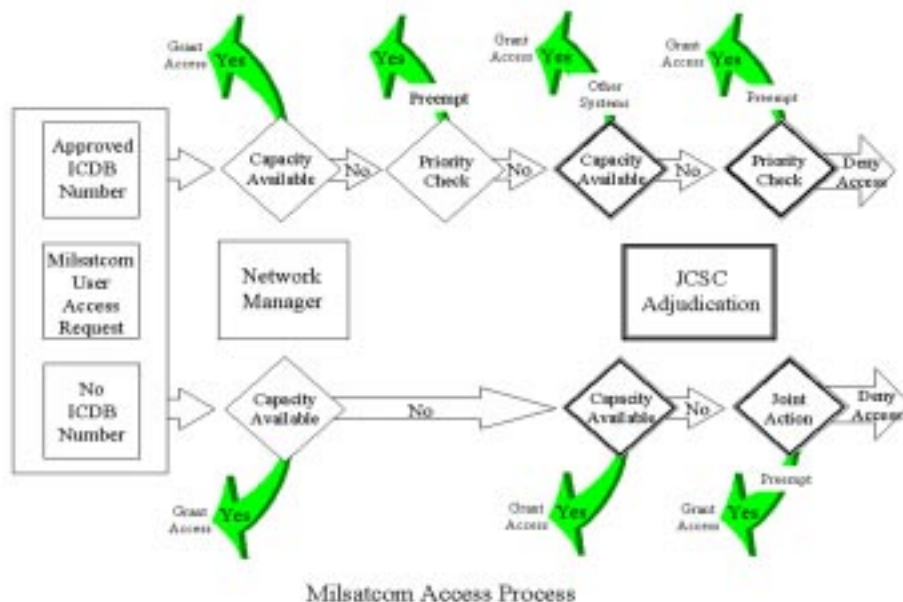 Grant
Access
Yes
Yes
Grant
Access
Yes
Grant
Access
Yes
Preempt
Other
Systems
Preempt
Approved
ICDB
Number
Capacity
Available
No
Priority
Check
No
Capacity
Available
No
Priority
Check
Deny
Access
Milsatcom
User
Access
Request
Network
Manager
JCSC
Adjudication
No
ICDB
Number
Capacity
Available
No
Capacity
Available
No
Joint
Action
Deny
Access
Grant
Access
Yes
Grant
Access
Yes
Preempt
Grant
Access
Yes
Milsatcom Access Process